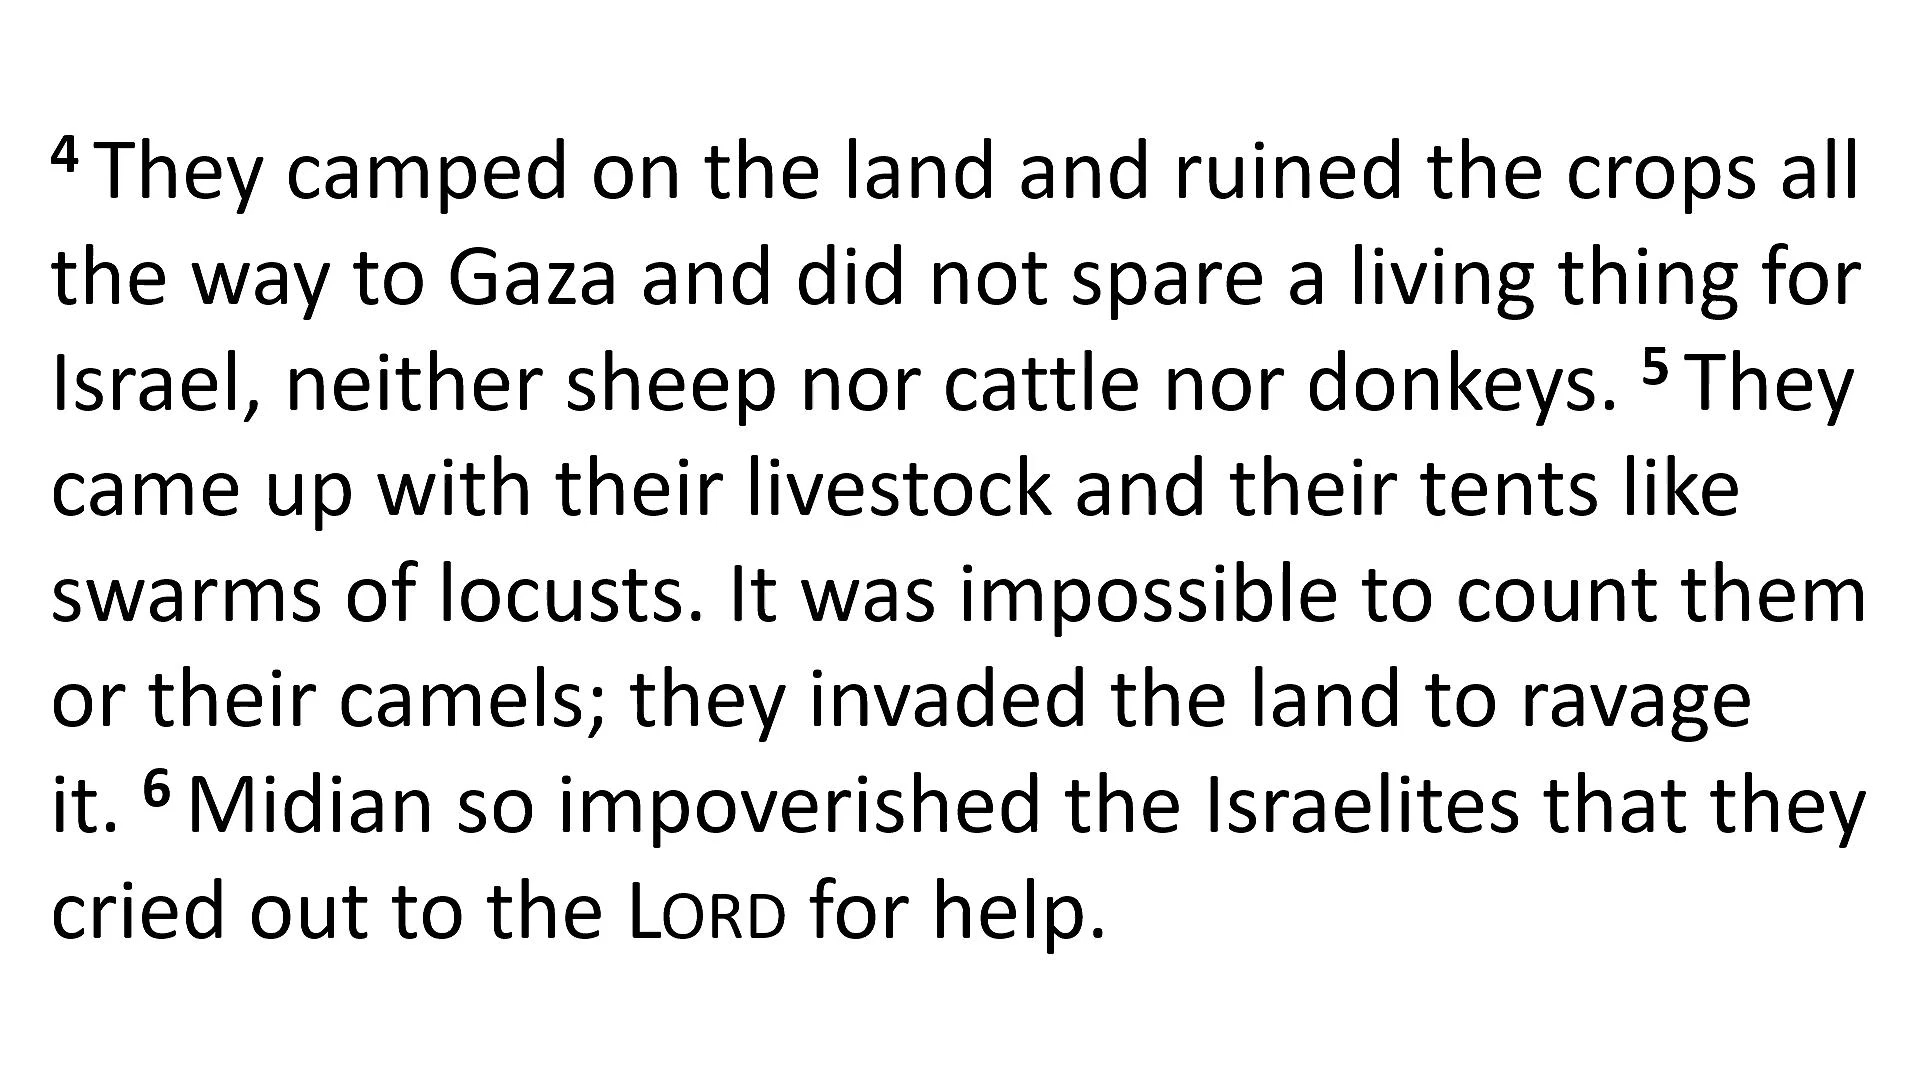 4 They camped on the land and ruined the crops all
the way to Gaza and did not spare a living thing for
Israel, neither sheep nor cattle nor donkeys. 5 They
came up with their livestock and their tents like
swarms of locusts. It was impossible to count them
or their camels; they invaded the land to ravage
it. 6 Midian so impoverished the Israelites that they
cried out to the LORD for help.